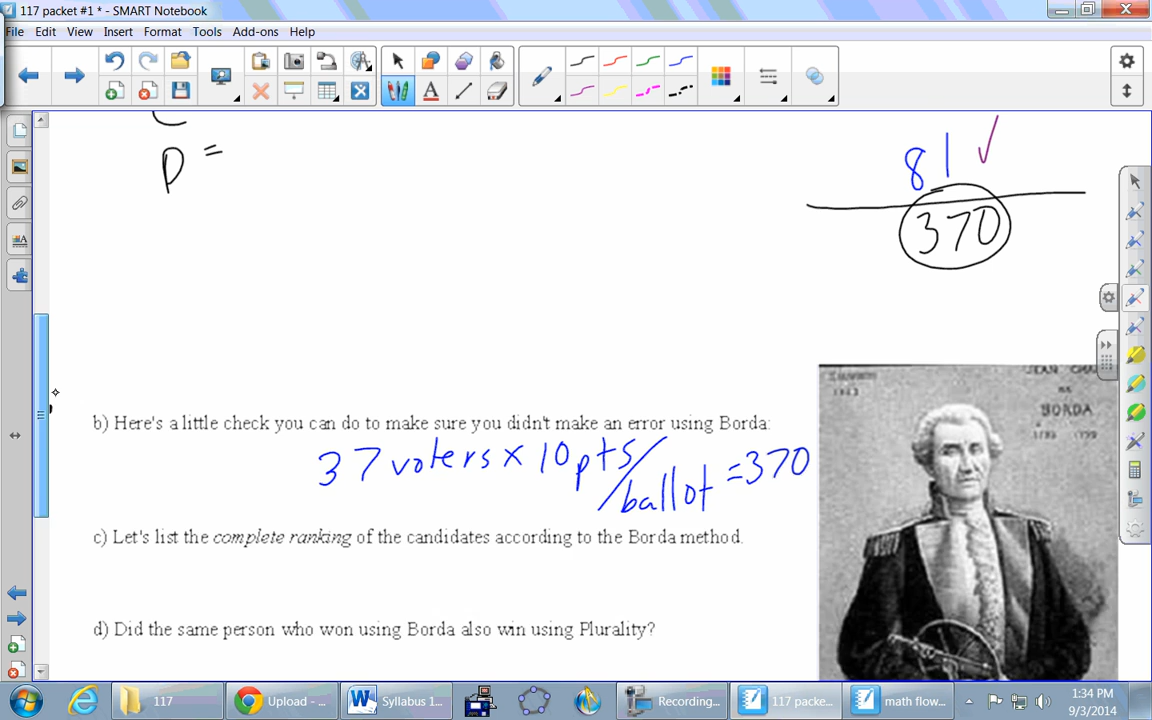 117 packet #1 * - SMART Notebook
File Edit View Insert Format Tools Add-ons Help
D =
81 ✓
370
b) Here's a little check you can do to make sure you didn't make an error using Borda:
37 voters x 10 pts/
/ballot = 370
c) Let's list the complete ranking of the candidates according to the Borda method.
d) Did the same person who won using Borda also win using Plurality?
BORDA
117
Upload - ...
Syllabus 1...
Recording...
117 packe...
math flow...
1:34 PM
9/3/2014